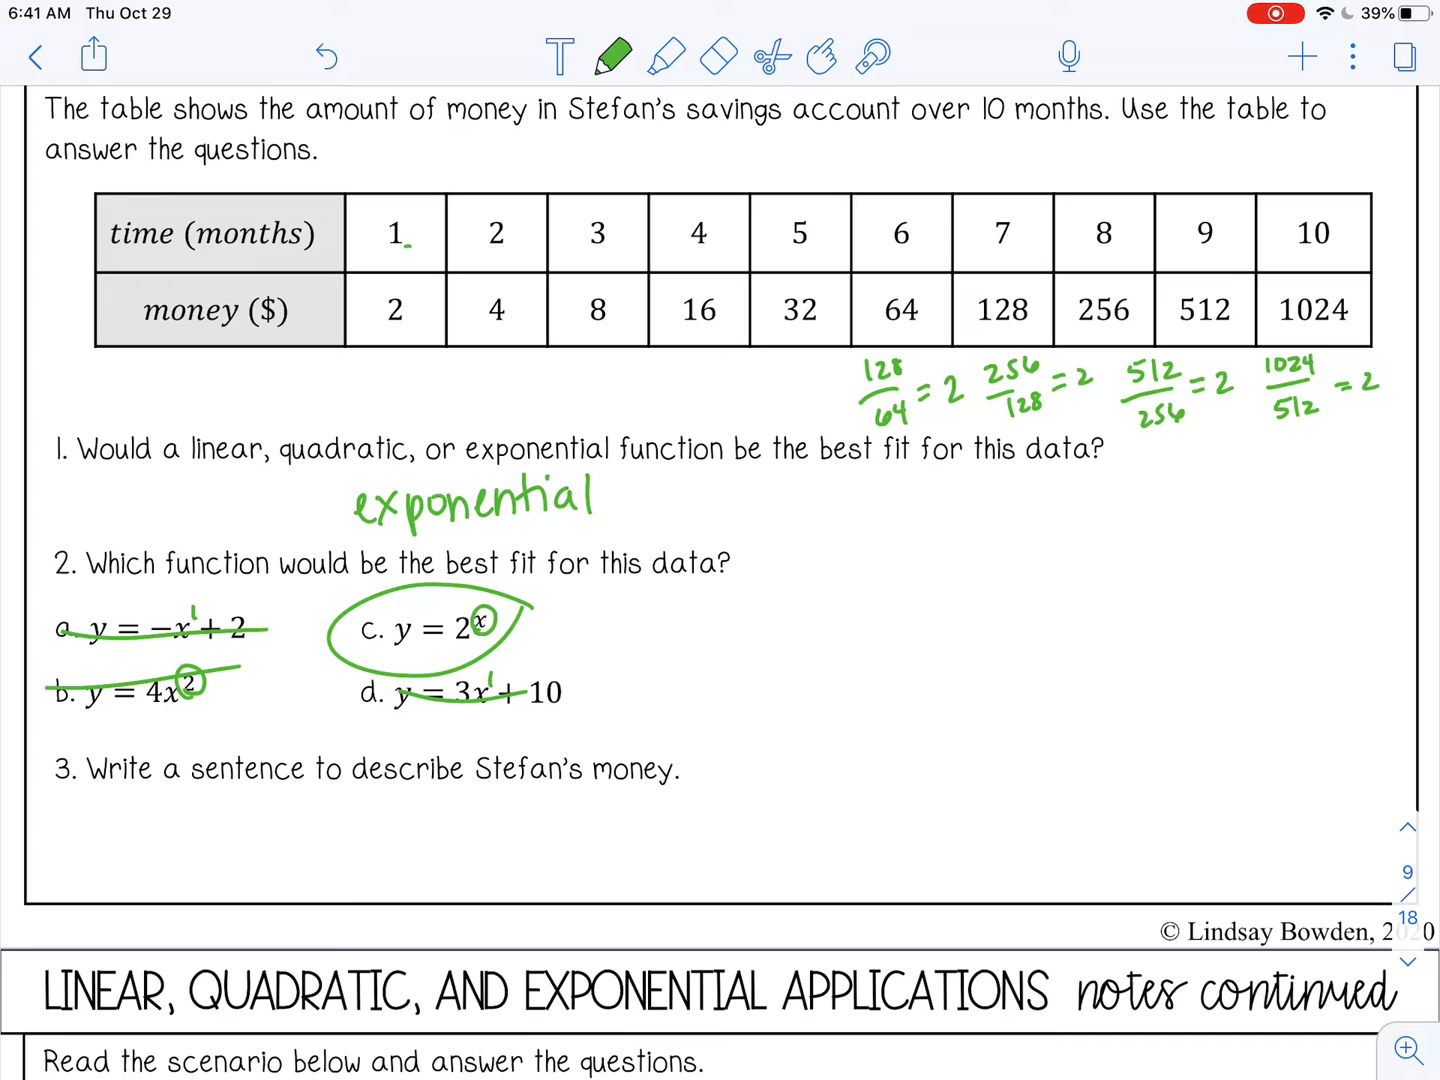 6:41 AM Thu Oct 29 39%
The table shows the amount of money in Stefan's savings account over 10 months. Use the table to
answer the questions.
time (months) 1 2 3 4 5 6 7 8 9 10
money ($) 2 4 8 16 32 64 128 256 512 1024
128/64 = 2 256/128 = 2 512/256 = 2 1024/512 = 2
1. Would a linear, quadratic, or exponential function be the best fit for this data?
exponential
2. Which function would be the best fit for this data?
a. y = −x¹ + 2 c. y = 2ˣ
b. y = 4x² d. y = 3x¹ + 10
3. Write a sentence to describe Stefan's money.
9
/
18
© Lindsay Bowden, 2020
LINEAR, QUADRATIC, AND EXPONENTIAL APPLICATIONS notes continued
Read the scenario below and answer the questions.